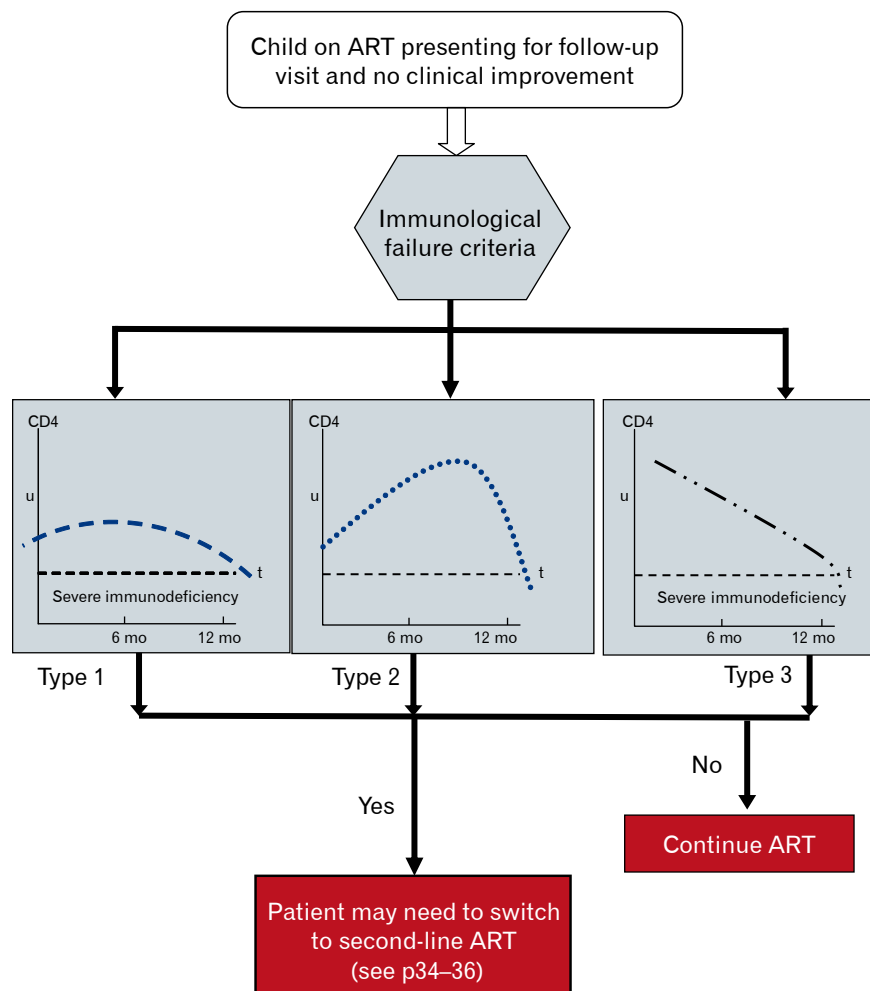 Child on ART presenting for follow-up
visit and no clinical improvement
Immunological
failure criteria
CD4
u
t
Severe immunodeficiency
6 mo
12 mo
Type 1
CD4
u
t
6 mo
12 mo
Type 2
CD4
u
t
Severe immunodeficiency
6 mo
12 mo
Type 3
Yes
No
Continue ART
Patient may need to switch
to second-line ART
(see p34–36)